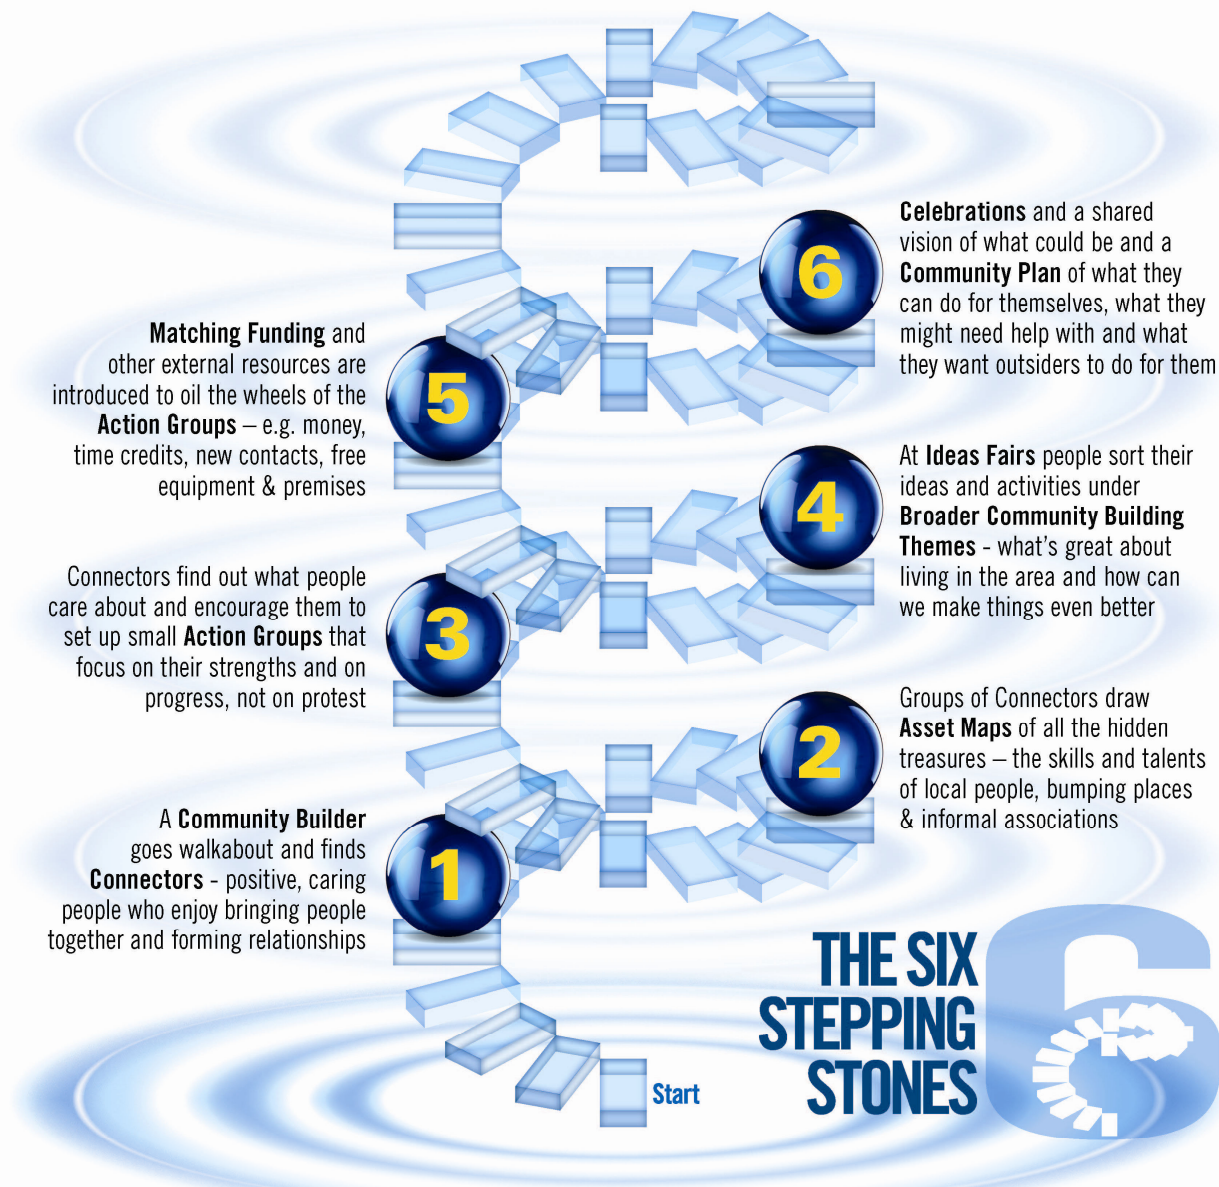 Celebrations and a shared
vision of what could be and a
Community Plan of what they
can do for themselves, what they
might need help with and what
they want outsiders to do for them
6
Matching Funding and
other external resources are
introduced to oil the wheels of the
Action Groups – e.g. money,
time credits, new contacts, free
equipment & premises
5
At Ideas Fairs people sort their
ideas and activities under
Broader Community Building
Themes - what's great about
living in the area and how can
we make things even better
4
Connectors find out what people
care about and encourage them to
set up small Action Groups that
focus on their strengths and on
progress, not on protest
3
Groups of Connectors draw
Asset Maps of all the hidden
treasures – the skills and talents
of local people, bumping places
& informal associations
2
A Community Builder
goes walkabout and finds
Connectors - positive, caring
people who enjoy bringing people
together and forming relationships
1
Start
THE SIX
STEPPING
STONES
6